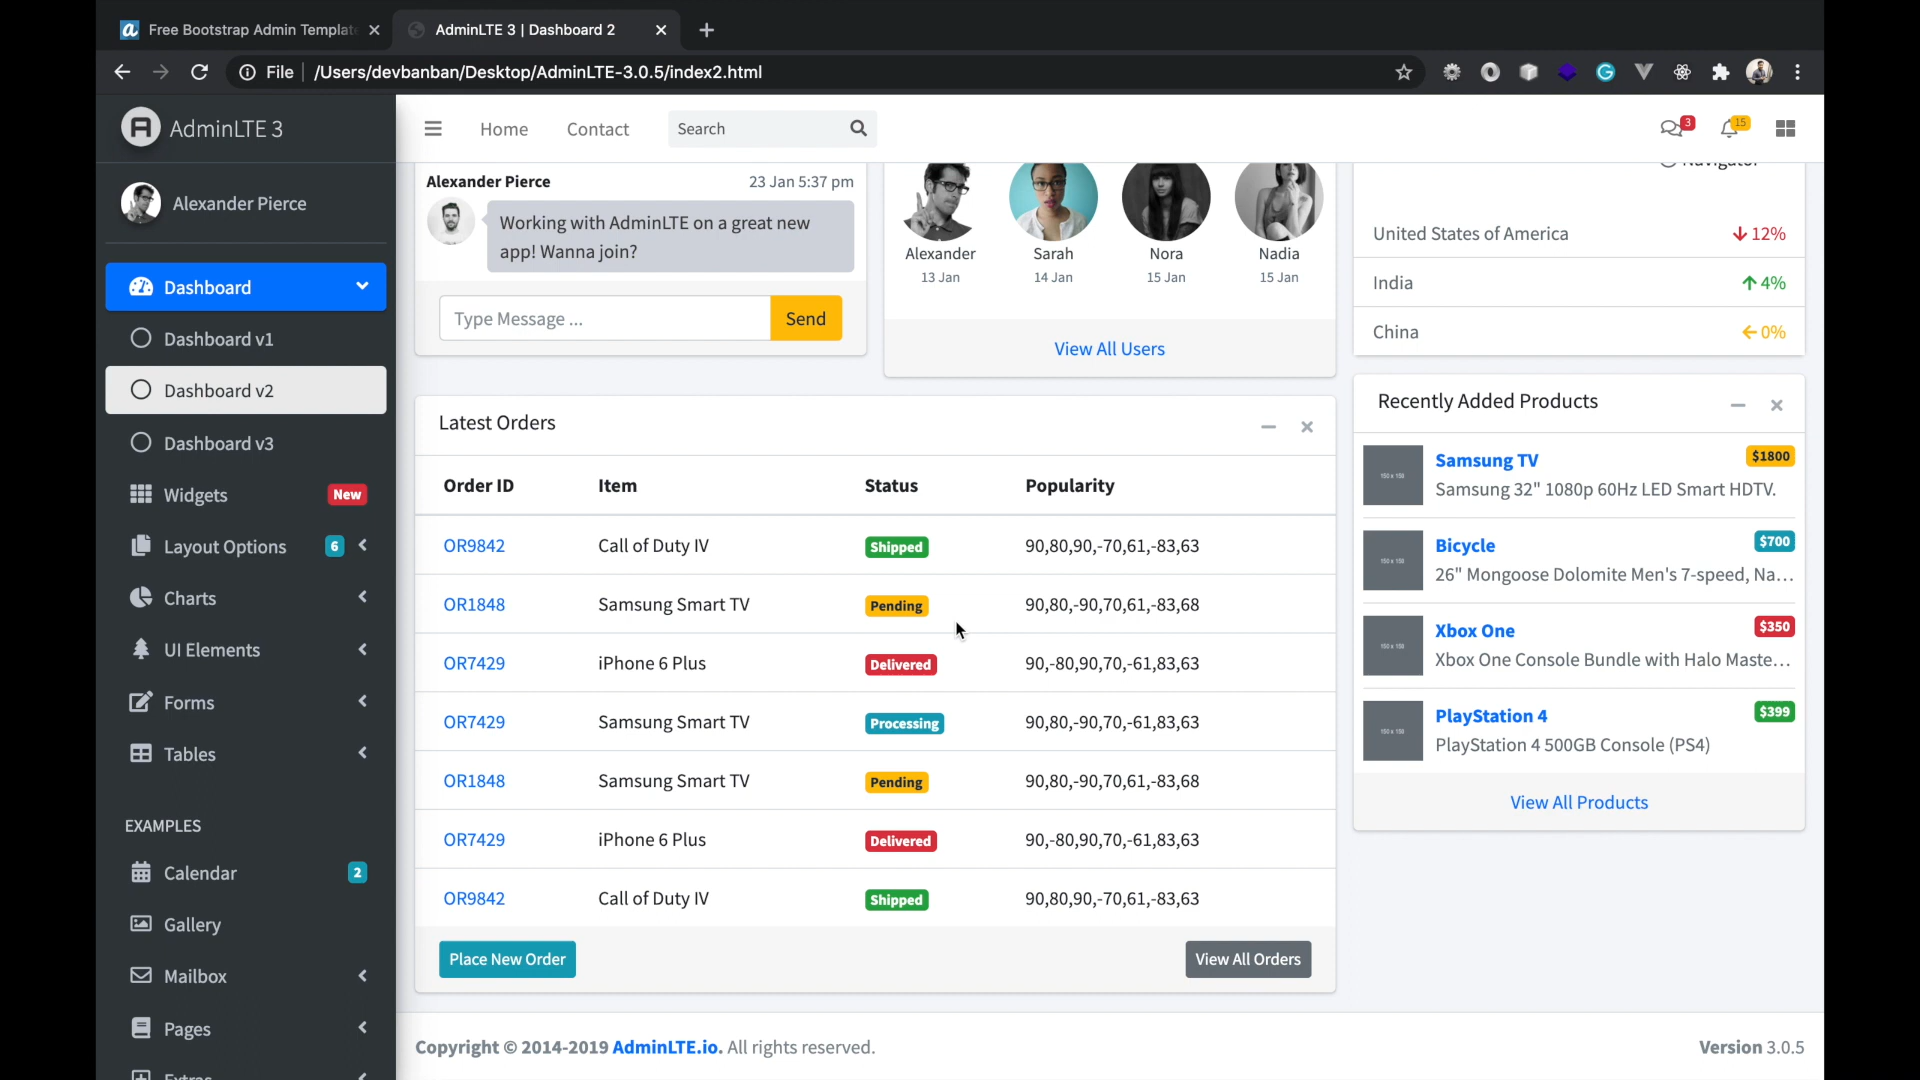 Free Bootstrap Admin Templat
AdminLTE 3 | Dashboard 2
File
/Users/devbanban/Desktop/AdminLTE-3.0.5/index2.html
AdminLTE 3
Home
Contact
Search
3
15
Alexander Pierce
Dashboard
Dashboard v1
Dashboard v2
Dashboard v3
Widgets
New
Layout Options
6
Charts
UI Elements
Forms
Tables
EXAMPLES
Calendar
2
Gallery
Mailbox
Pages
Extras
Alexander Pierce
23 Jan 5:37 pm
Working with AdminLTE on a great new
app! Wanna join?
Type Message ...
Send
Alexander
13 Jan
Sarah
14 Jan
Nora
15 Jan
Nadia
15 Jan
View All Users
Navigator
United States of America
12%
India
4%
China
0%
Latest Orders
Order ID Item Status Popularity
OR9842 Call of Duty IV Shipped 90,80,90,-70,61,-83,63
OR1848 Samsung Smart TV Pending 90,80,-90,70,61,-83,68
OR7429 iPhone 6 Plus Delivered 90,-80,90,70,-61,83,63
OR7429 Samsung Smart TV Processing 90,80,-90,70,-61,83,63
OR1848 Samsung Smart TV Pending 90,80,-90,70,61,-83,68
OR7429 iPhone 6 Plus Delivered 90,-80,90,70,-61,83,63
OR9842 Call of Duty IV Shipped 90,80,90,-70,61,-83,63
Place New Order
View All Orders
Recently Added Products
150 x 150
Samsung TV
$1800
Samsung 32" 1080p 60Hz LED Smart HDTV.
150 x 150
Bicycle
$700
26" Mongoose Dolomite Men's 7-speed, Na...
150 x 150
Xbox One
$350
Xbox One Console Bundle with Halo Maste...
150 x 150
PlayStation 4
$399
PlayStation 4 500GB Console (PS4)
View All Products
Copyright © 2014-2019 AdminLTE.io. All rights reserved.
Version 3.0.5